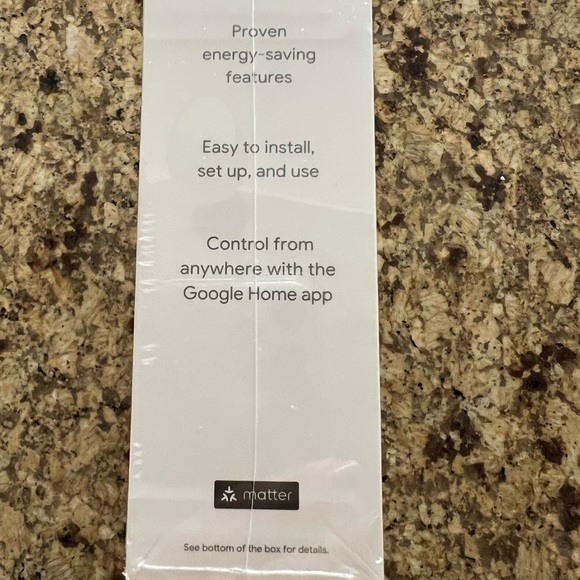 Proven
energy-saving
features
Easy to install,
set up, and use
Control from
anywhere with the
Google Home app
matter
See bottom of the box for details.